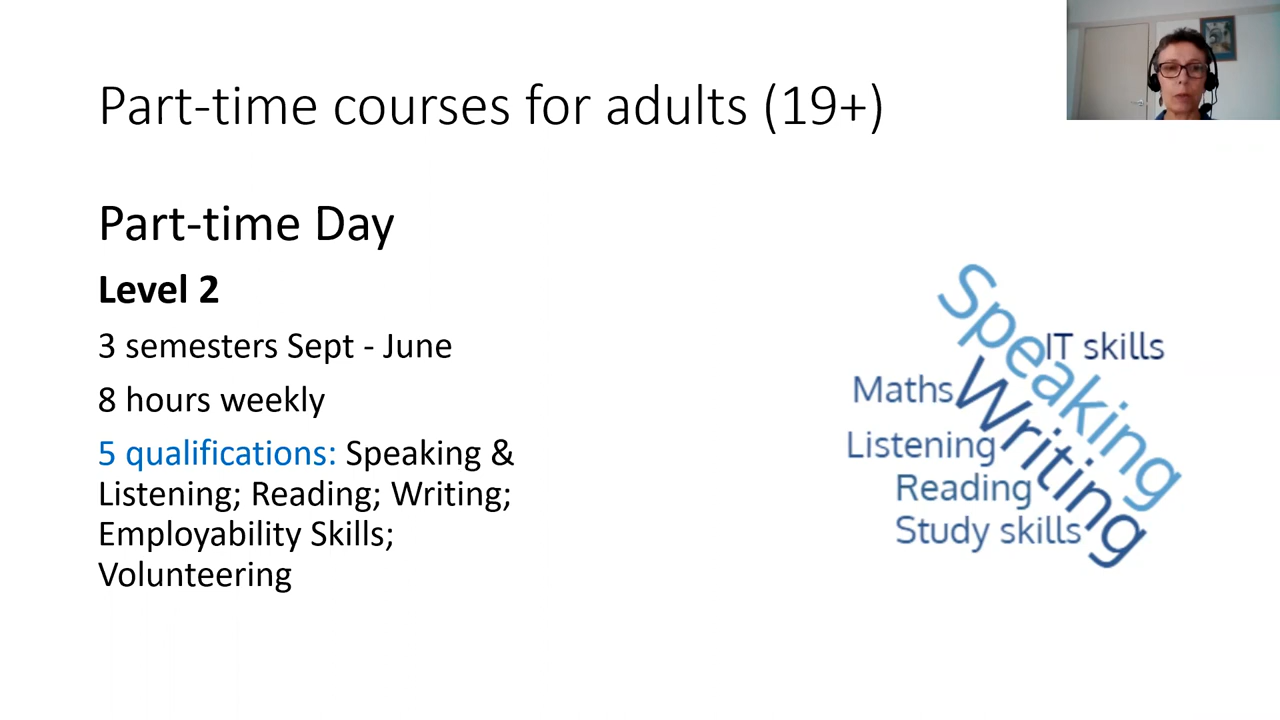 Part-time courses for adults (19+)
Part-time Day
Level 2
3 semesters Sept - June
8 hours weekly
5 qualifications: Speaking &
Listening; Reading; Writing;
Employability Skills;
Volunteering
Speaking
IT skills
Maths
Writing
Listening
Reading
Study skills